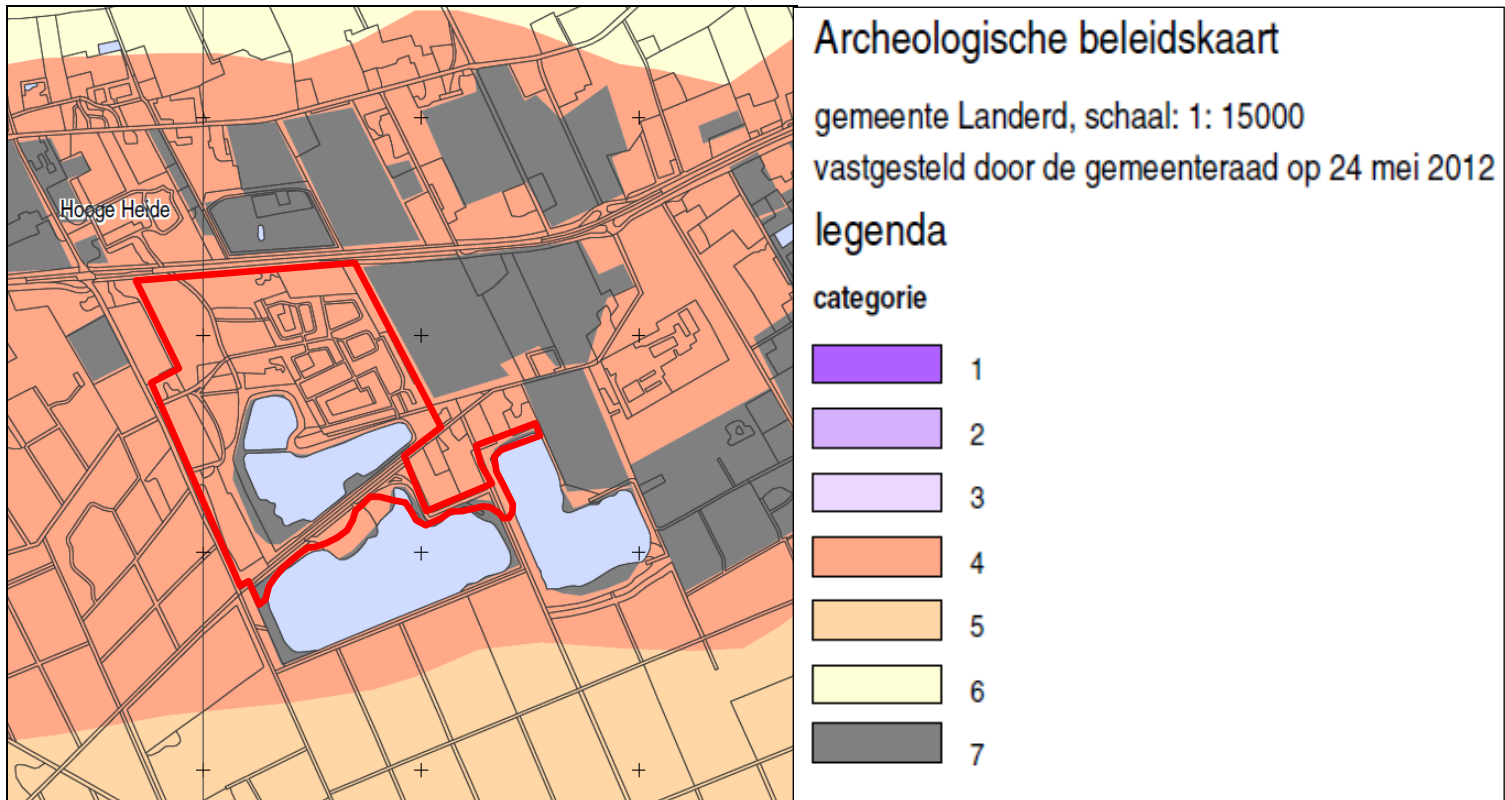 Hooge Heide
Archeologische beleidskaart
gemeente Landerd, schaal: 1: 15000
vastgesteld door de gemeenteraad op 24 mei 2012
legenda
categorie
1
2
3
4
5
6
7